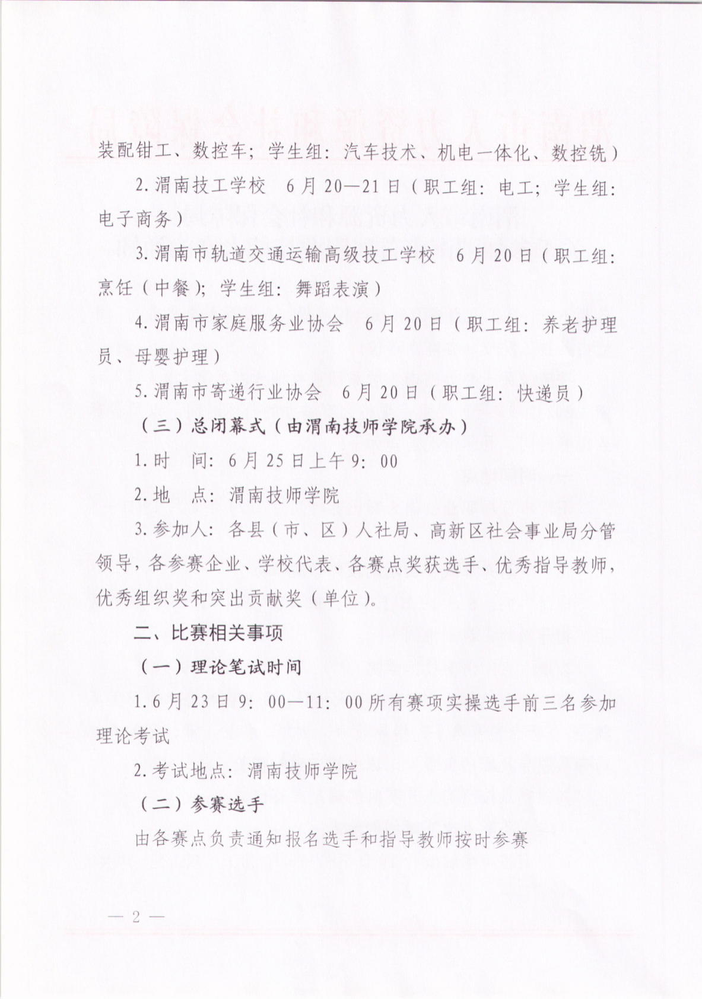 装配钳工、数控车；学生组：汽车技术、机电一体化、数控铣）
2.渭南技工学校　6月20—21日（职工组：电工；学生组：
电子商务）
3.渭南市轨道交通运输高级技工学校　6月20日（职工组：
烹饪（中餐）；学生组：舞蹈表演）
4.渭南市家庭服务业协会　6月20日（职工组：养老护理
员、母婴护理）
5.渭南市寄递行业协会　6月20日（职工组：快递员）
（三）总闭幕式（由渭南技师学院承办）
1.时　间：6月25日上午9：00
2.地　点：渭南技师学院
3.参加人：各县（市、区）人社局、高新区社会事业局分管
领导，各参赛企业、学校代表、各赛点奖获选手、优秀指导教师，
优秀组织奖和突出贡献奖（单位）。
二、比赛相关事项
（一）理论笔试时间
1.6月23日9：00—11：00所有赛项实操选手前三名参加
理论考试
2.考试地点：渭南技师学院
（二）参赛选手
由各赛点负责通知报名选手和指导教师按时参赛
— 2 —